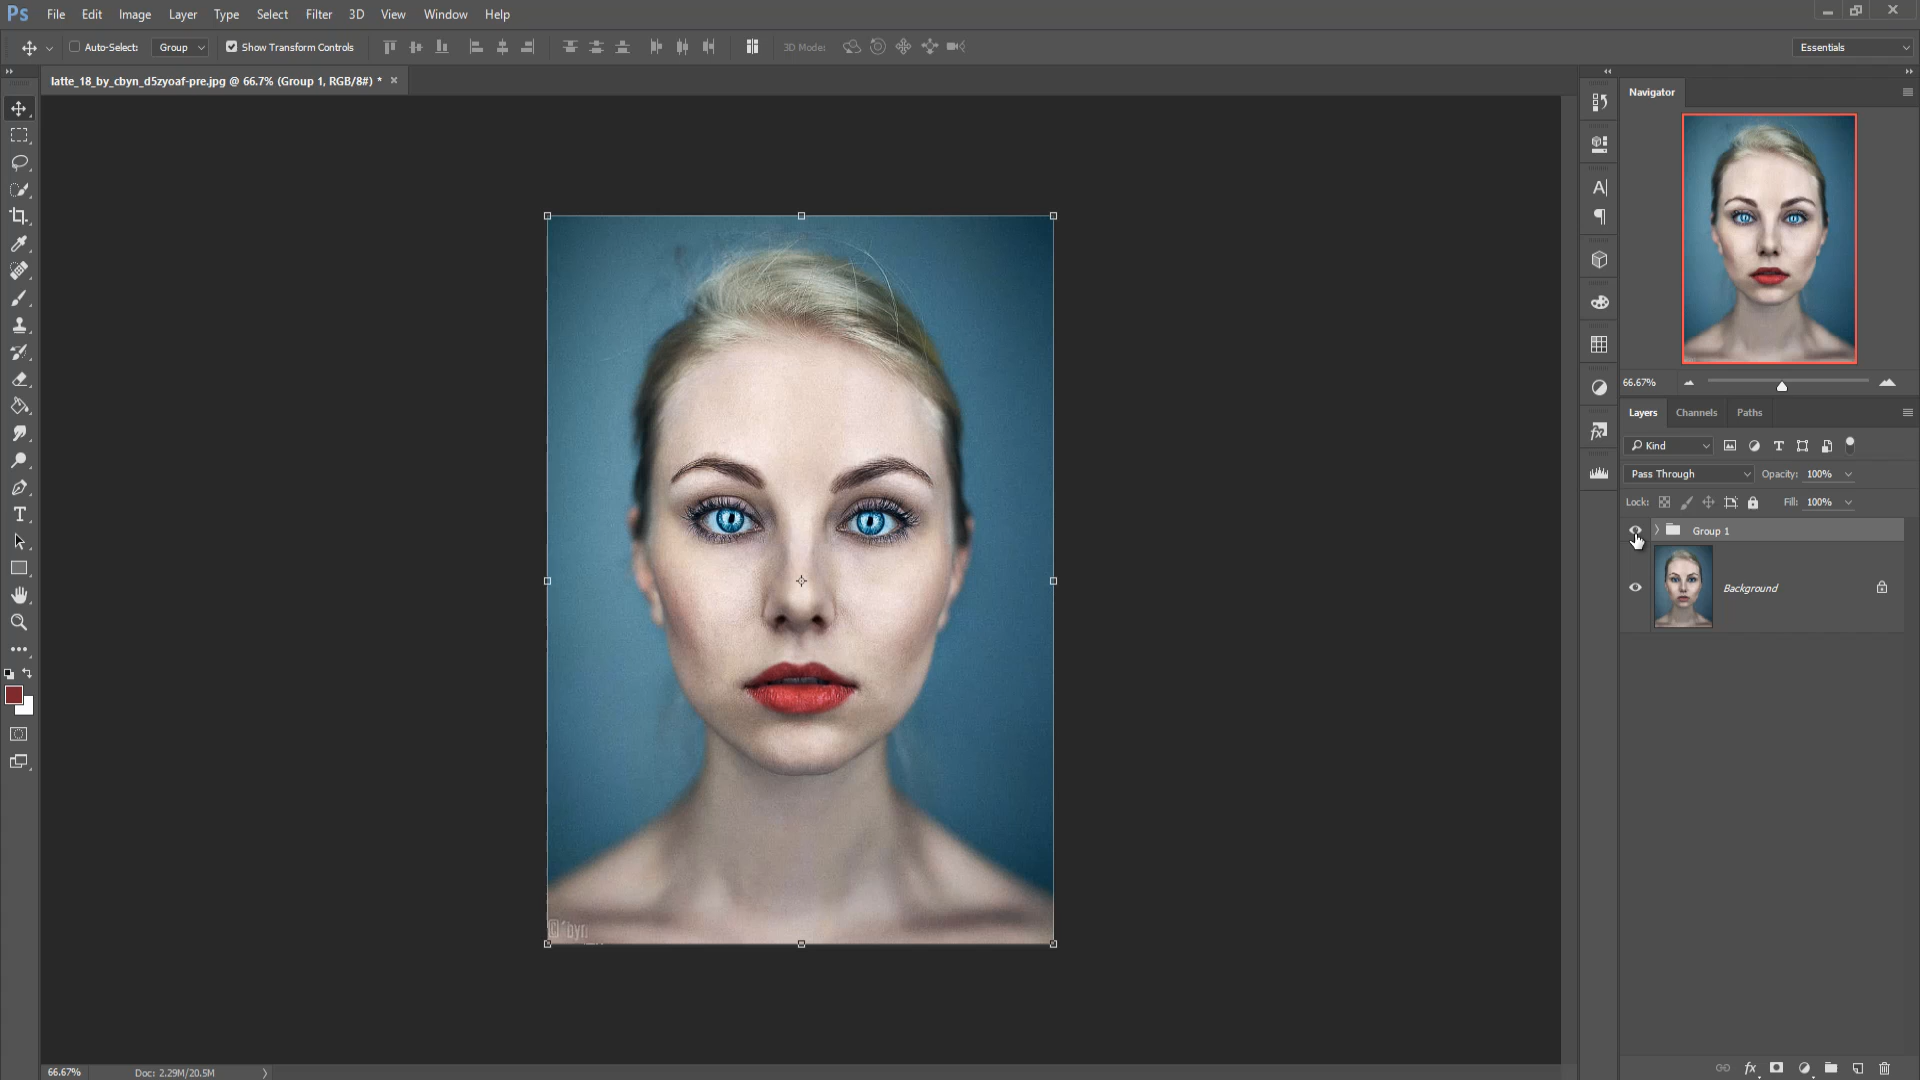 Ps File Edit Image Layer Type Select Filter 3D View Window Help
Auto-Select: Group Show Transform Controls 3D Mode: Essentials
latte_18_by_cbyn_d5zyoaf-pre.jpg @ 66.7% (Group 1, RGB/8#) *
Navigator
66.67%
Layers Channels Paths
Kind
Pass Through Opacity: 100%
Lock: Fill: 100%
Group 1
Background
66.67% Doc: 2.29M/20.5M